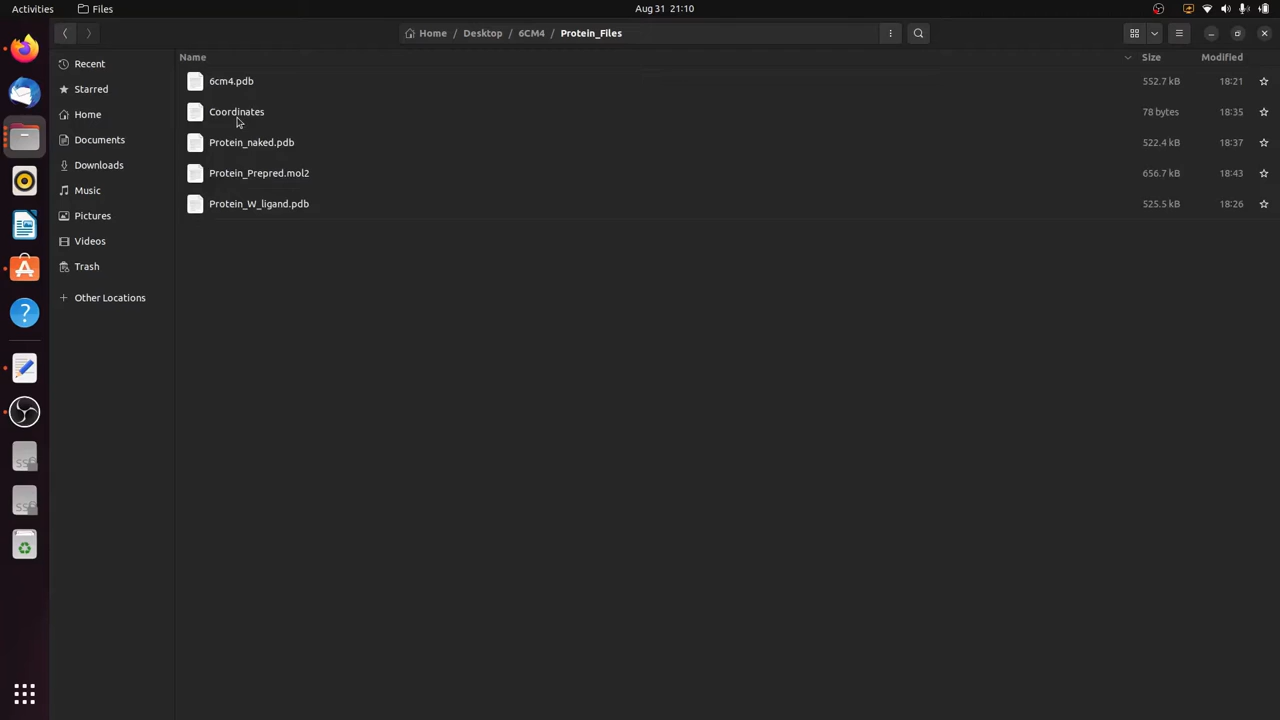 Activities Files Aug 31 21:10
Home / Desktop / 6CM4 / Protein_Files
Recent
Starred
Home
Documents
Downloads
Music
Pictures
Videos
Trash
+ Other Locations
Name Size Modified
6cm4.pdb 552.7 kB 18:21
Coordinates 78 bytes 18:35
Protein_naked.pdb 522.4 kB 18:37
Protein_Prepred.mol2 656.7 kB 18:43
Protein_W_ligand.pdb 525.5 kB 18:26